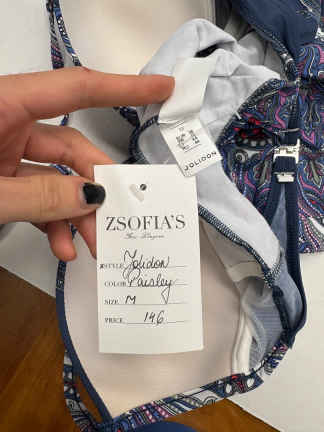 JOLIDON
ZSOFIA'S
Fine Lingerie
STYLE Jolidon
COLOR Paisley
SIZE M
PRICE 146